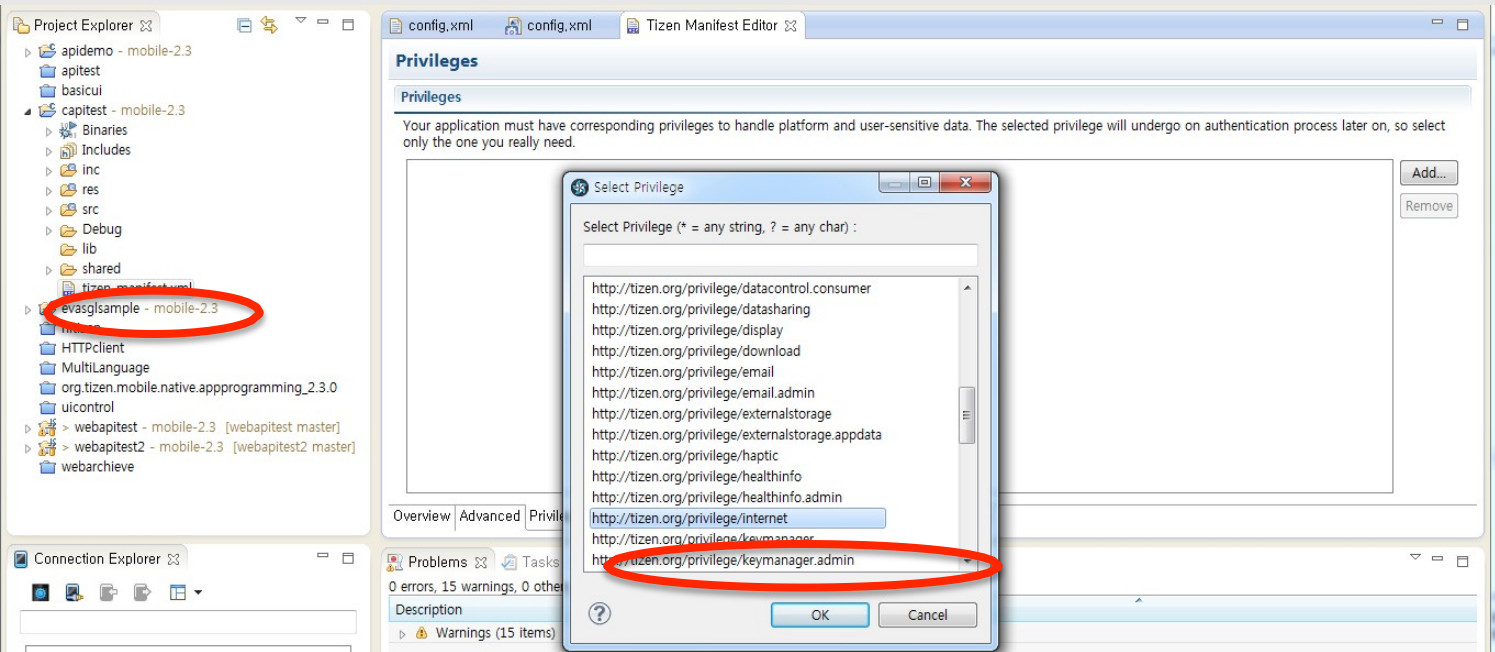 Project Explorer
apidemo - mobile-2.3
apitest
basicui
capitest - mobile-2.3
Binaries
Includes
inc
res
src
Debug
lib
shared
tizen-manifest.xml
evasglsample - mobile-2.3
HTTPclient
MultiLanguage
org.tizen.mobile.native.appprogramming_2.3.0
uicontrol
> webapitest - mobile-2.3 [webapitest master]
> webapitest2 - mobile-2.3 [webapitest2 master]
webarchieve
Connection Explorer
config.xml
config.xml
Tizen Manifest Editor
Privileges
Privileges
Your application must have corresponding privileges to handle platform and user-sensitive data. The selected privilege will undergo on authentication process later on, so select
only the one you really need.
Add...
Remove
Overview Advanced Privile
Select Privilege
Select Privilege (* = any string, ? = any char) :
http://tizen.org/privilege/datacontrol.consumer
http://tizen.org/privilege/datasharing
http://tizen.org/privilege/display
http://tizen.org/privilege/download
http://tizen.org/privilege/email
http://tizen.org/privilege/email.admin
http://tizen.org/privilege/externalstorage
http://tizen.org/privilege/externalstorage.appdata
http://tizen.org/privilege/haptic
http://tizen.org/privilege/healthinfo
http://tizen.org/privilege/healthinfo.admin
http://tizen.org/privilege/internet
http://tizen.org/privilege/keymanager
http://tizen.org/privilege/keymanager.admin
OK
Cancel
Problems
Tasks
0 errors, 15 warnings, 0 othe
Description
Warnings (15 items)